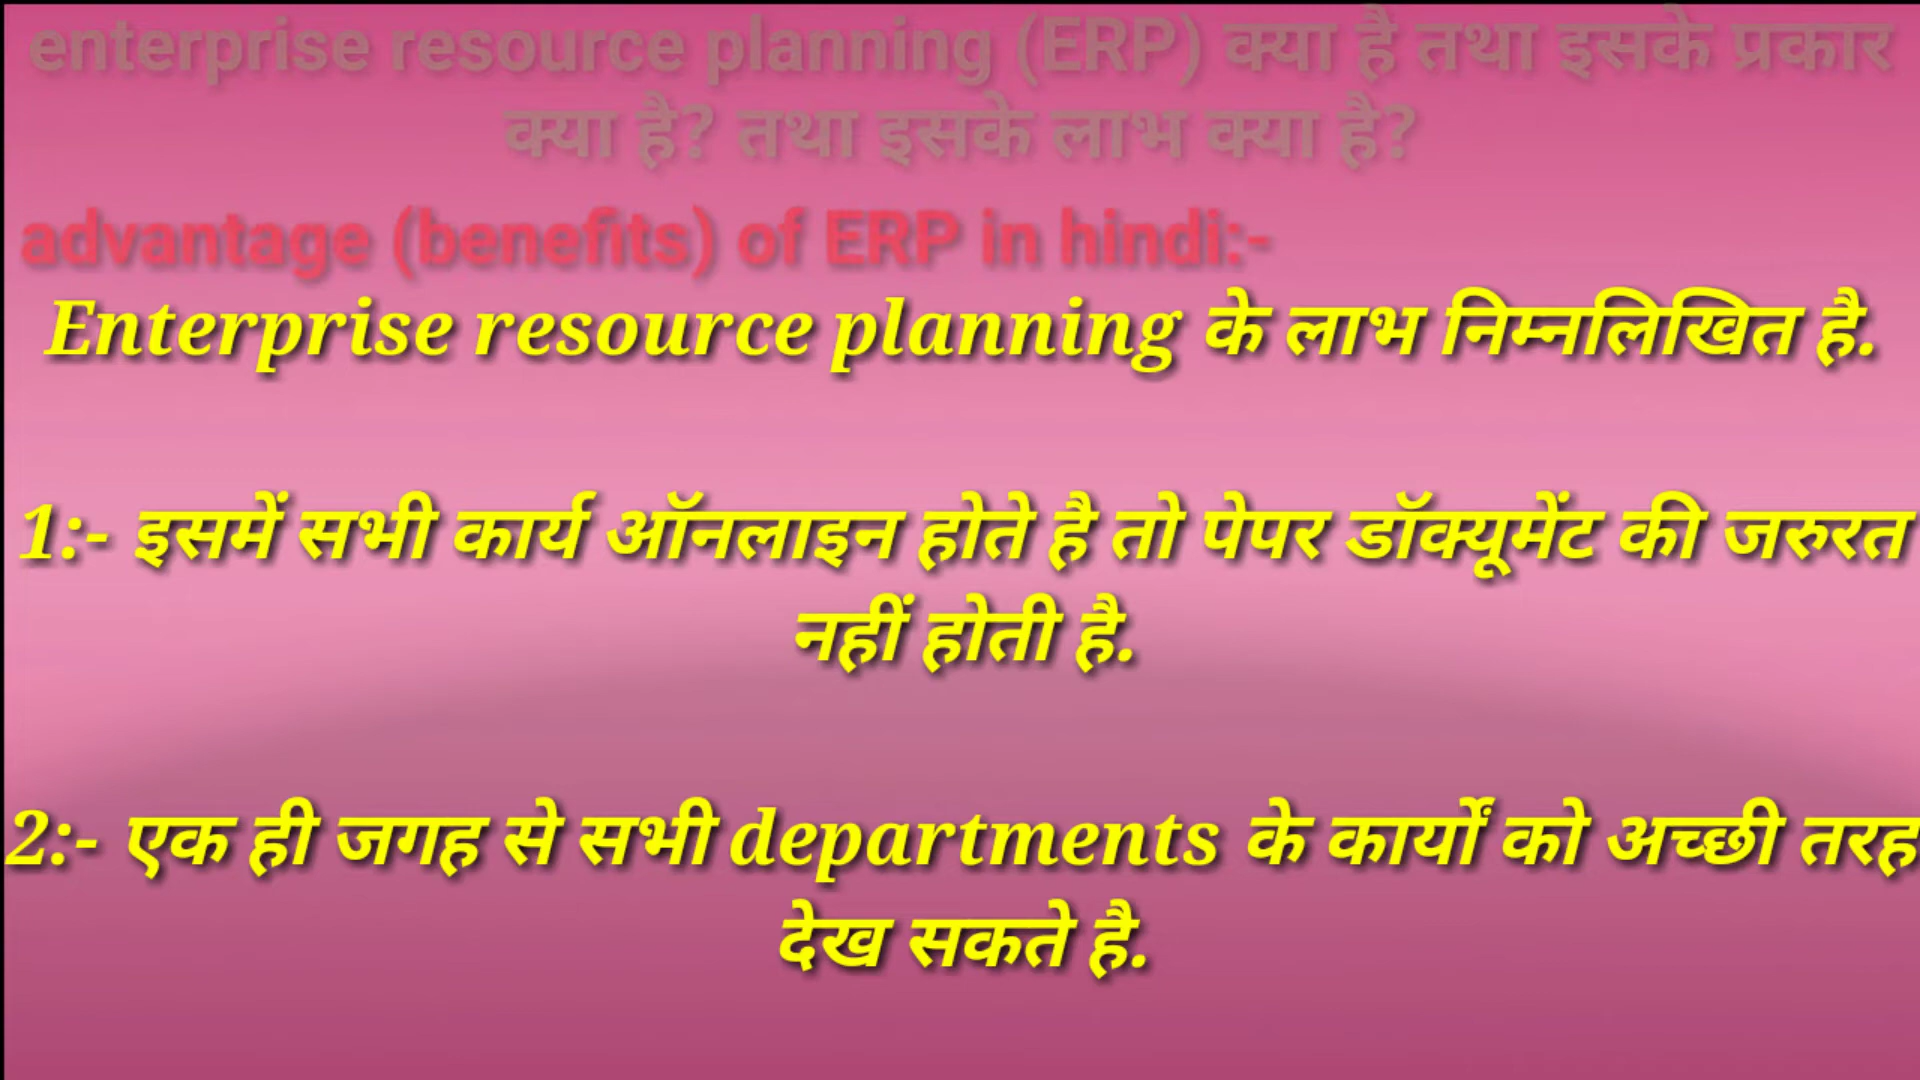 enterprise resource planning (ERP) क्या है तथा इसके प्रकार
क्या है? तथा इसके लाभ क्या है?
advantage (benefits) of ERP in hindi:-
Enterprise resource planning के लाभ निम्नलिखित है.
1:- इसमें सभी कार्य ऑनलाइन होते है तो पेपर डॉक्यूमेंट की जरुरत
नहीं होती है.
2:- एक ही जगह से सभी departments के कार्यों को अच्छी तरह
देख सकते है.